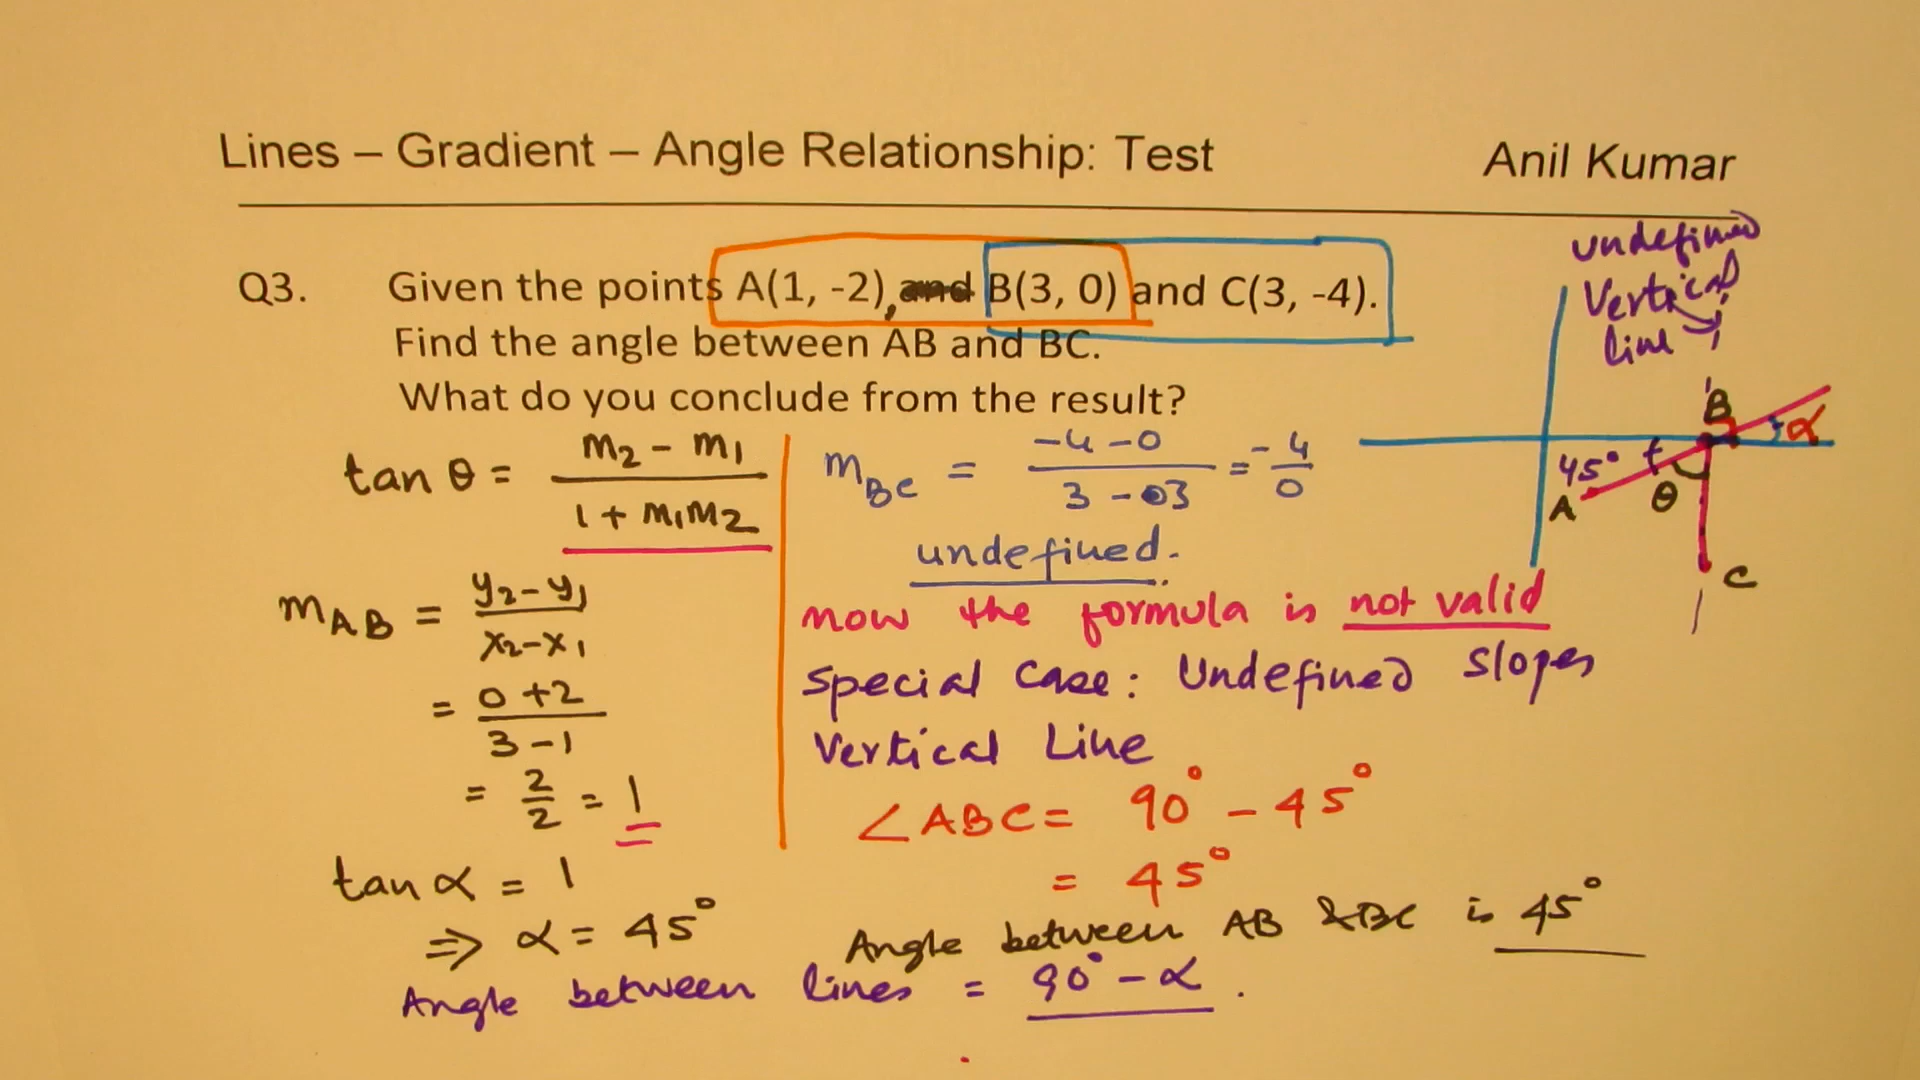 Lines – Gradient – Angle Relationship: Test
Anil Kumar
Q3. Given the points A(1, -2), and B(3, 0) and C(3, -4).
Find the angle between AB and BC.
What do you conclude from the result?
tan θ = m2 - m1 / 1 + m1m2
mAB = y2-y1 / x2-x1
= 0+2 / 3-1
= 2/2 = 1
tan α = 1
⇒ α = 45°
mBC = -4-0 / 3-03 = -4/0
undefined.
now the formula is not valid
Special Case: Undefined Slopes
Vertical Line
∠ABC = 90° - 45°
= 45°
Angle between AB & BC is 45°
Angle between lines = 90° - α.
undefined
Vertical
line
B
α
45°
A
θ
C